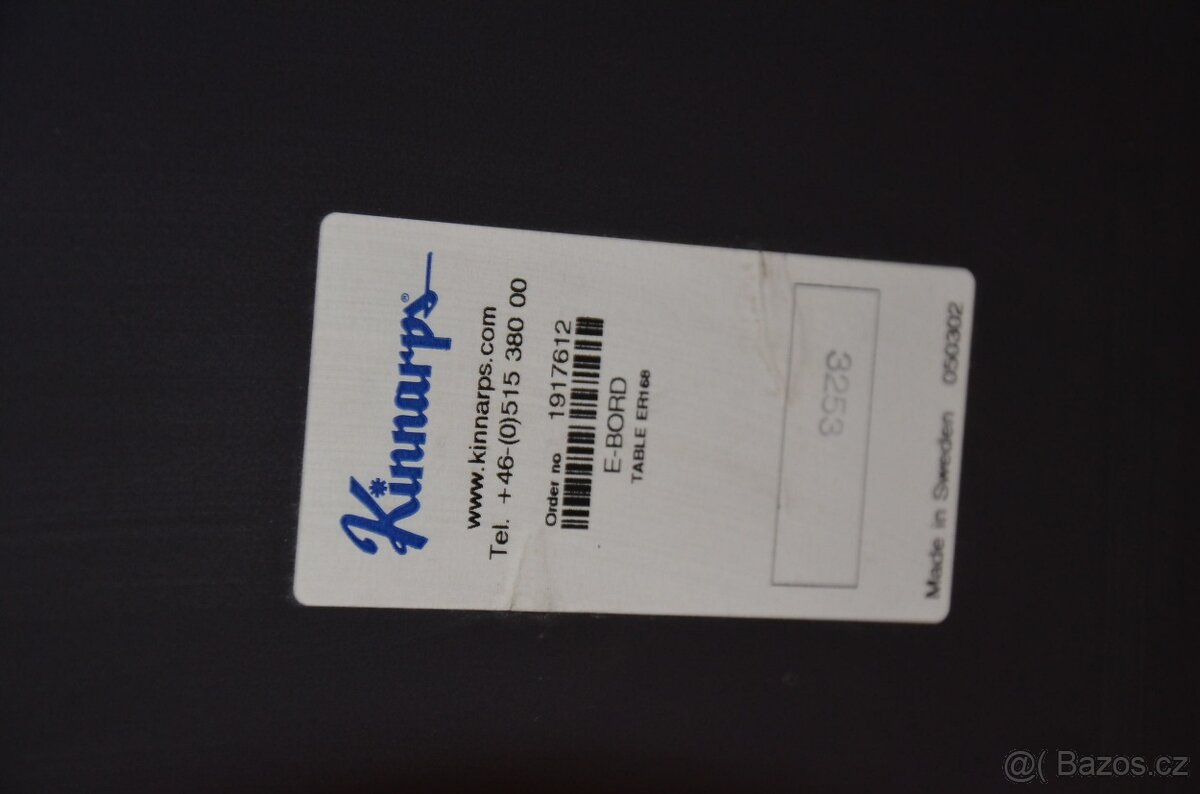 Kinnarps®
www.kinnarps.com
Tel. +46-(0)515 380 00
Order no 1917612
E-BORD
TABLE ER168
3253
Made in Sweden 050302
@( Bazos.cz